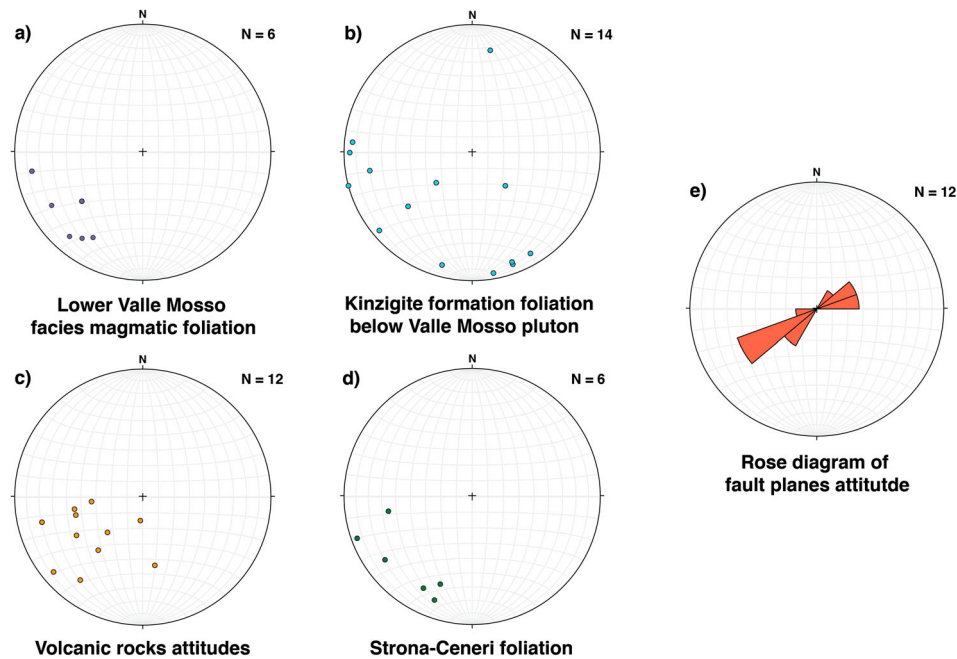 a)
N
N = 6
Lower Valle Mosso
facies magmatic foliation
b)
N
N = 14
Kinzigite formation foliation
below Valle Mosso pluton
c)
N
N = 12
Volcanic rocks attitudes
d)
N
N = 6
Strona-Ceneri foliation
e)
N
N = 12
Rose diagram of
fault planes attitutde